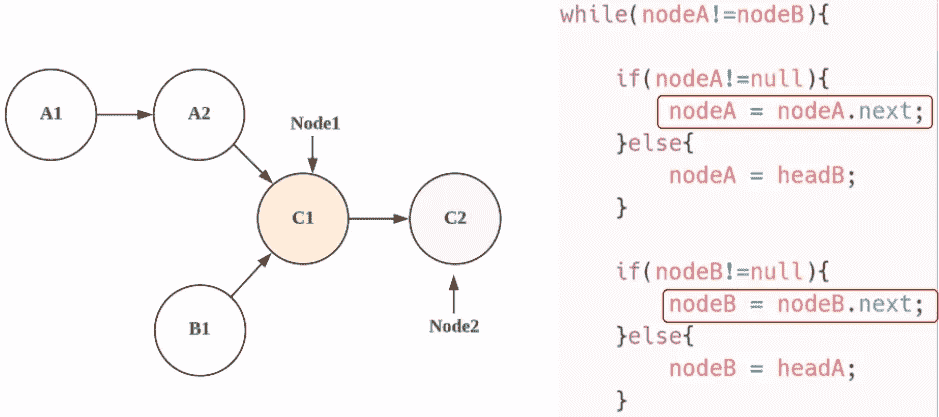 A1
A2
Node1
C1
C2
B1
Node2
while(nodeA!=nodeB){
if(nodeA!=null){
nodeA = nodeA.next;
}else{
nodeA = headB;
}
if(nodeB!=null){
nodeB = nodeB.next;
}else{
nodeB = headA;
}